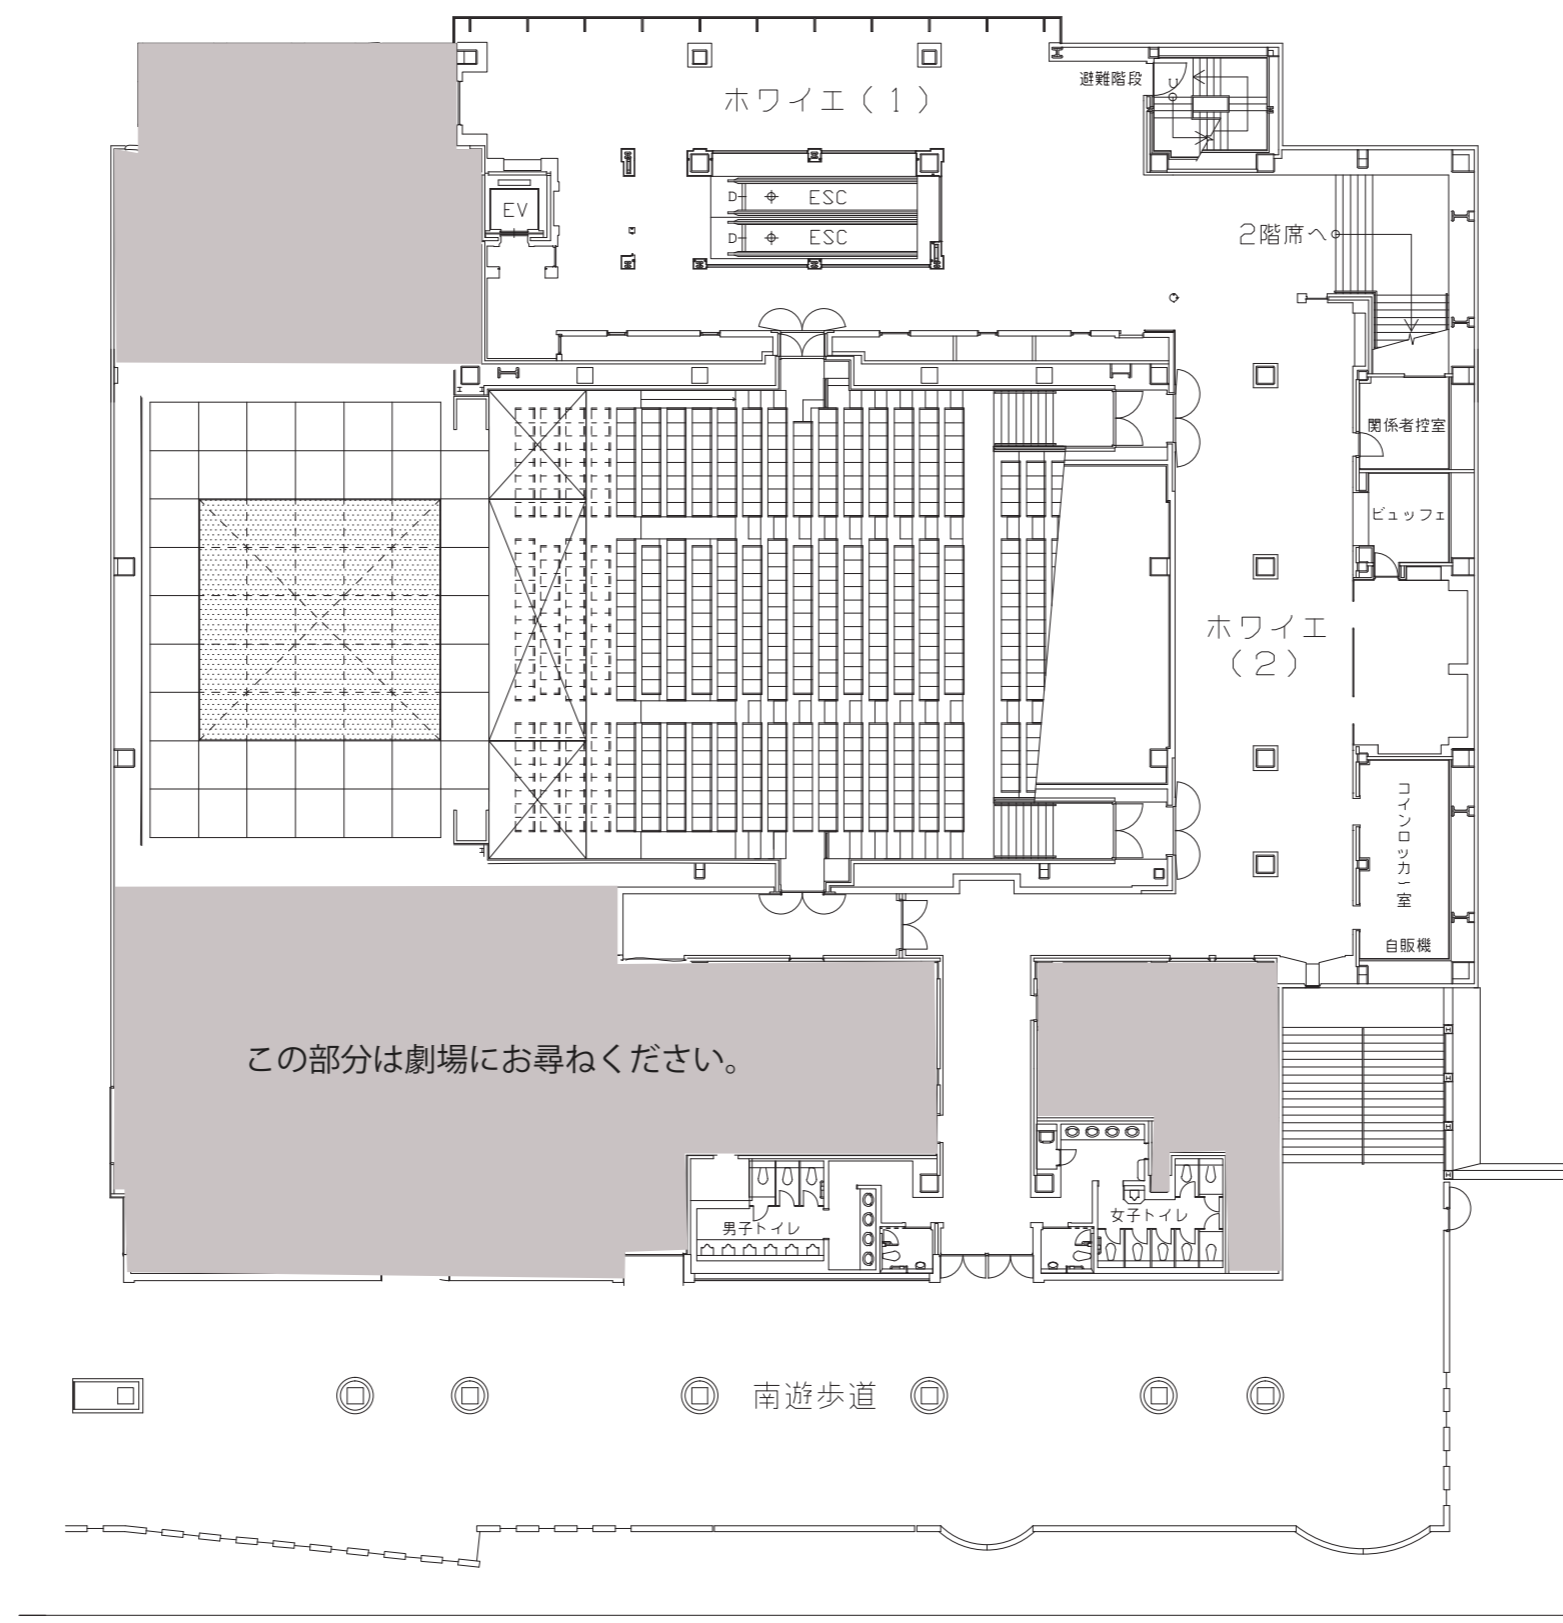 避難階段
U
ホワイエ（１）
D
ESC
EV
D
ESC
2階席へ
関係者控室
ビュッフェ
ホワイエ
（２）
コインロッカー室
自販機
この部分は劇場にお尋ねください。
男子トイレ
女子トイレ
南遊歩道